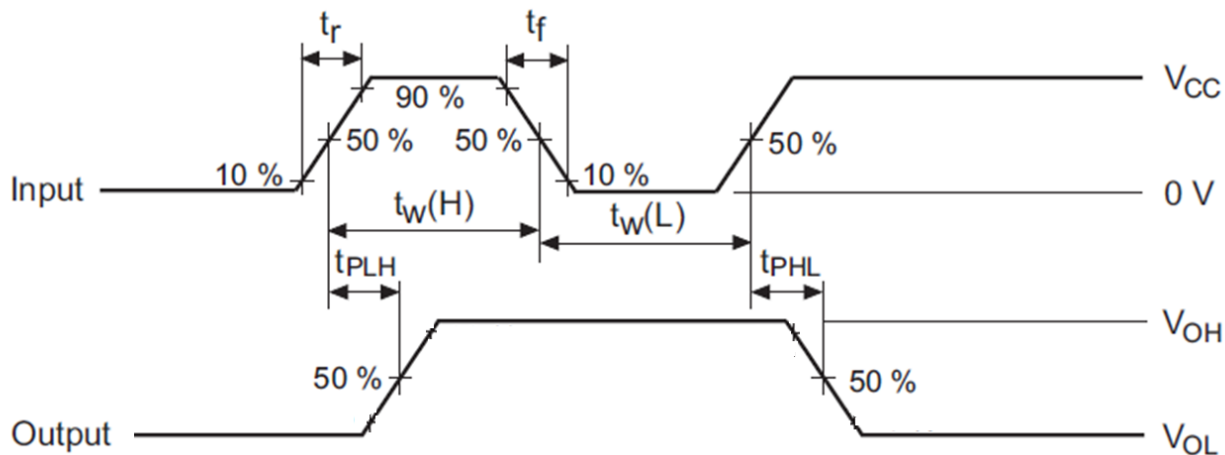 tr
tf
VCC
90 %
50 %
50 %
50 %
10 %
10 %
Input
0 V
tW(H)
tW(L)
tPLH
tPHL
VOH
50 %
50 %
Output
VOL